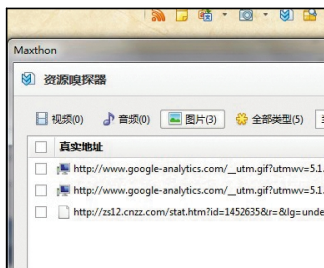 Maxthon
资源嗅探器
视频(0) 音频(0) 图片(3) 全部类型(5)
真实地址
http://www.google-analytics.com/__utm.gif?utmwv=5.1.
http://www.google-analytics.com/__utm.gif?utmwv=5.1.
http://zs12.cnzz.com/stat.htm?id=1452635&r=&lg=unde